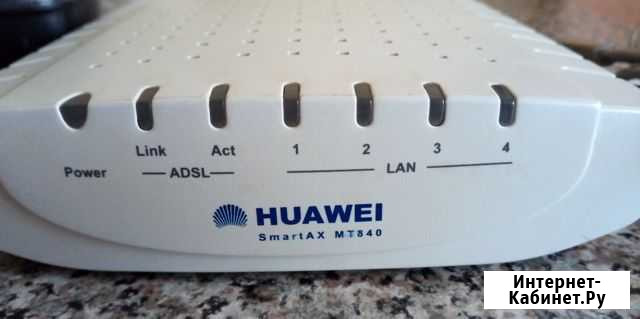 Power
Link Act
ADSL
1 2 3 4
LAN
HUAWEI
SmartAX MT840
Интернет-
Кабинет.Ру